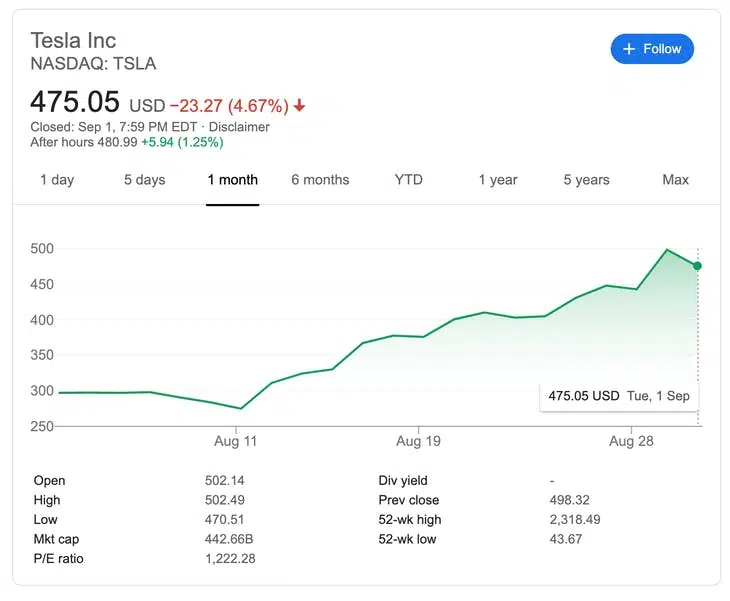 Tesla Inc
NASDAQ: TSLA
+ Follow
475.05 USD −23.27 (4.67%) ↓
Closed: Sep 1, 7:59 PM EDT · Disclaimer
After hours 480.99 +5.94 (1.25%)
1 day 5 days 1 month 6 months YTD 1 year 5 years Max
500
450
400
350
300
250
475.05 USD Tue, 1 Sep
Aug 11 Aug 19 Aug 28
Open 502.14 Div yield -
High 502.49 Prev close 498.32
Low 470.51 52-wk high 2,318.49
Mkt cap 442.66B 52-wk low 43.67
P/E ratio 1,222.28